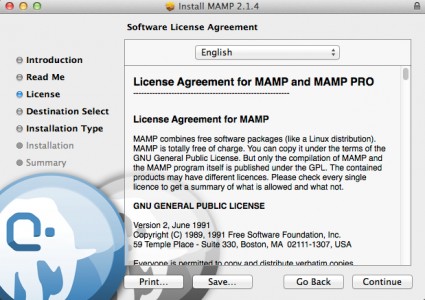 Install MAMP 2.1.4
Software License Agreement
English
Introduction
Read Me
License
Destination Select
Installation Type
Installation
Summary
License Agreement for MAMP and MAMP PRO
------------------------------------------------------------
License Agreement for MAMP
MAMP combines free software packages (like a Linux distribution).
MAMP is totally free of charge. You can copy it under the terms of the
GNU General Public License. But only the compilation of MAMP and
the MAMP program itself is published under the GPL. The contained
products may have different licences. Please check every single
licence to get a summary of what is allowed and what not.
GNU GENERAL PUBLIC LICENSE
Version 2, June 1991
Copyright (C) 1989, 1991 Free Software Foundation, Inc.
59 Temple Place - Suite 330, Boston, MA  02111-1307, USA
Everyone is permitted to copy and distribute verbatim copies
Print...
Save...
Go Back
Continue